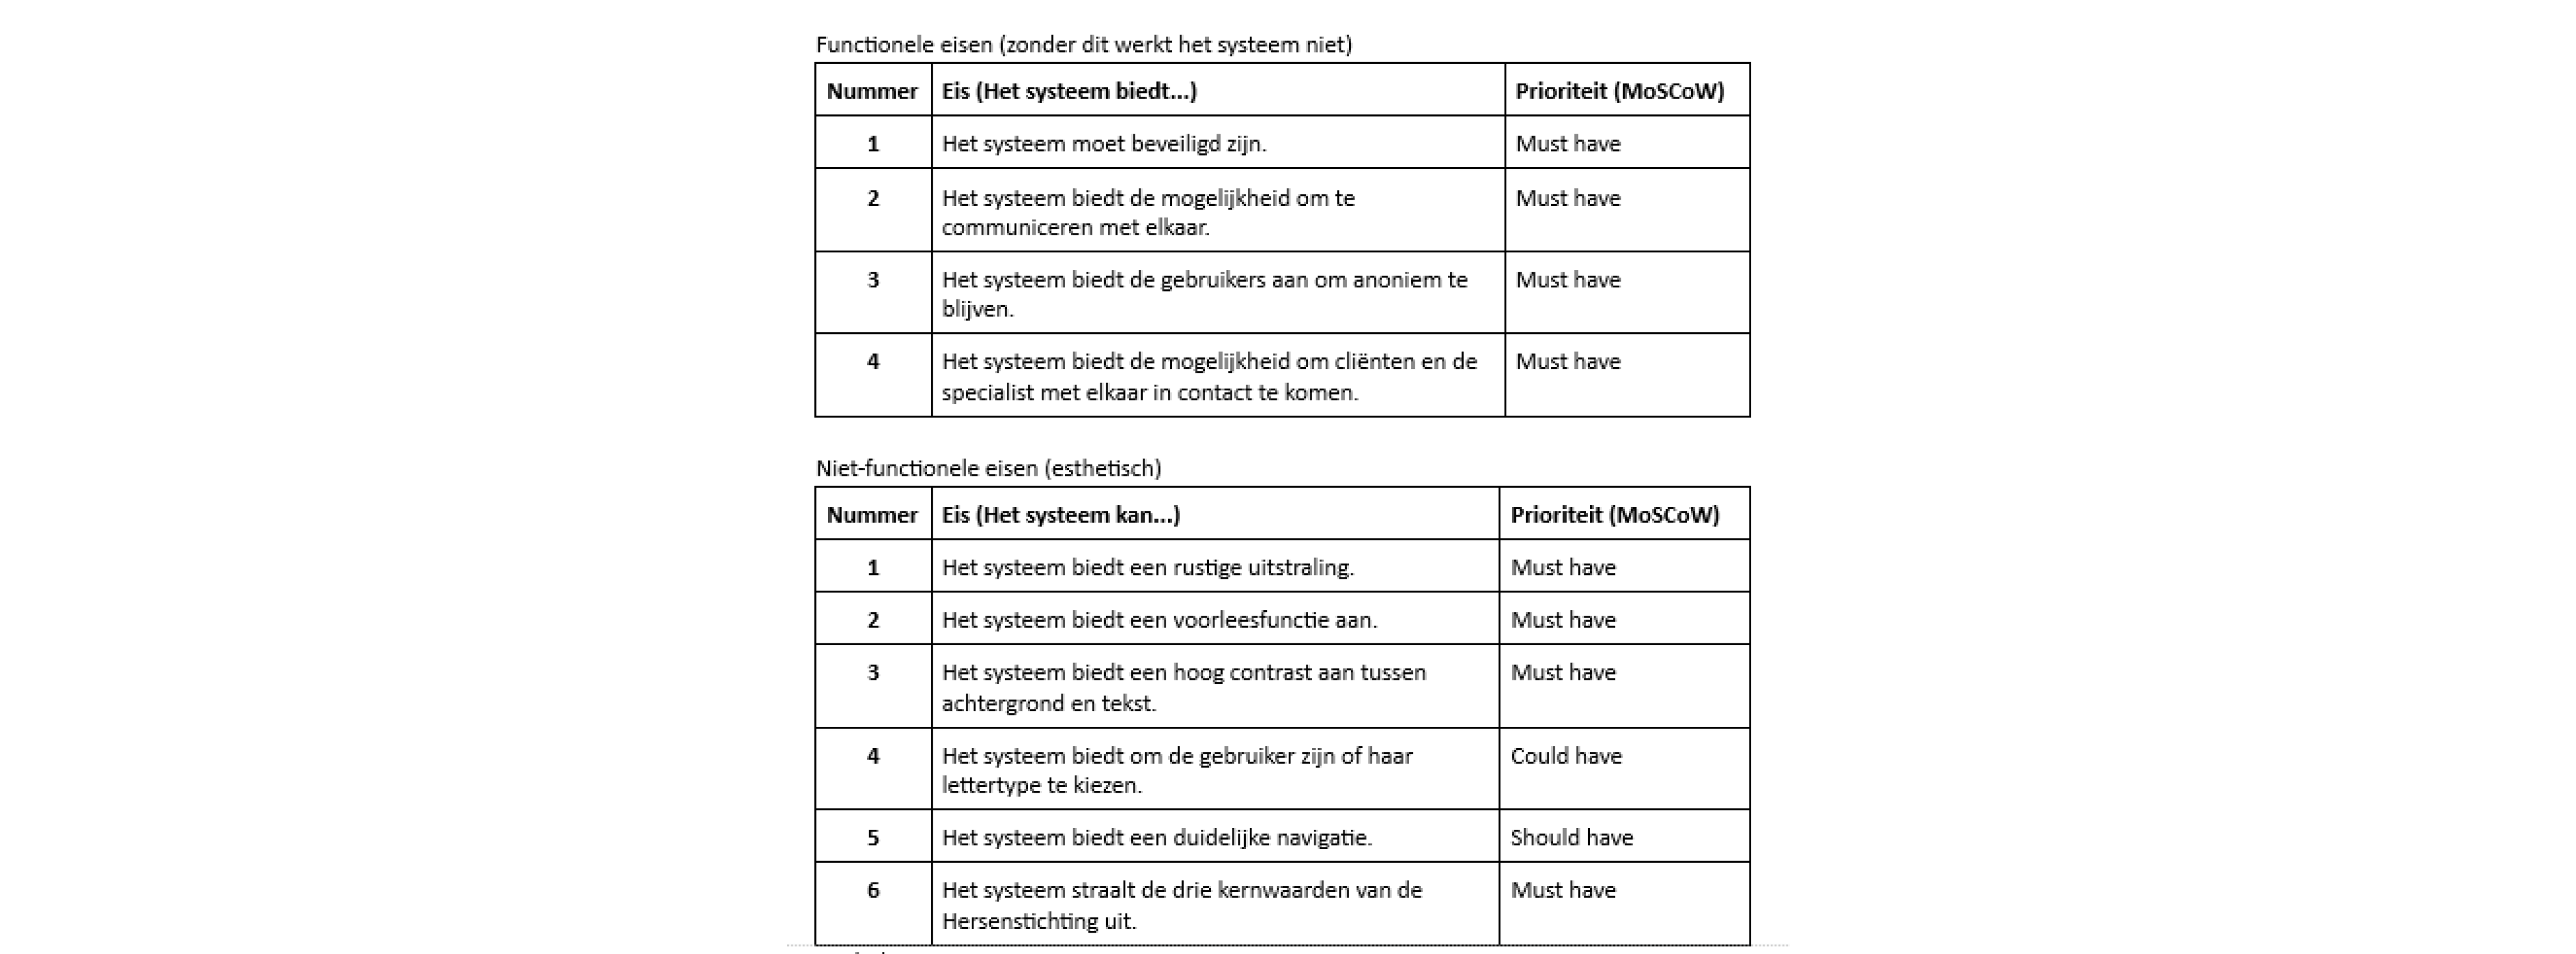 Functionele eisen (zonder dit werkt het systeem niet)
Nummer Eis (Het systeem biedt...) Prioriteit (MoSCoW)
1 Het systeem moet beveiligd zijn. Must have
2 Het systeem biedt de mogelijkheid om te Must have
communiceren met elkaar.
3 Het systeem biedt de gebruikers aan om anoniem te Must have
blijven.
4 Het systeem biedt de mogelijkheid om cliënten en de Must have
specialist met elkaar in contact te komen.
Niet-functionele eisen (esthetisch)
Nummer Eis (Het systeem kan...) Prioriteit (MoSCoW)
1 Het systeem biedt een rustige uitstraling. Must have
2 Het systeem biedt een voorleesfunctie aan. Must have
3 Het systeem biedt een hoog contrast aan tussen Must have
achtergrond en tekst.
4 Het systeem biedt om de gebruiker zijn of haar Could have
lettertype te kiezen.
5 Het systeem biedt een duidelijke navigatie. Should have
6 Het systeem straalt de drie kernwaarden van de Must have
Hersenstichting uit.